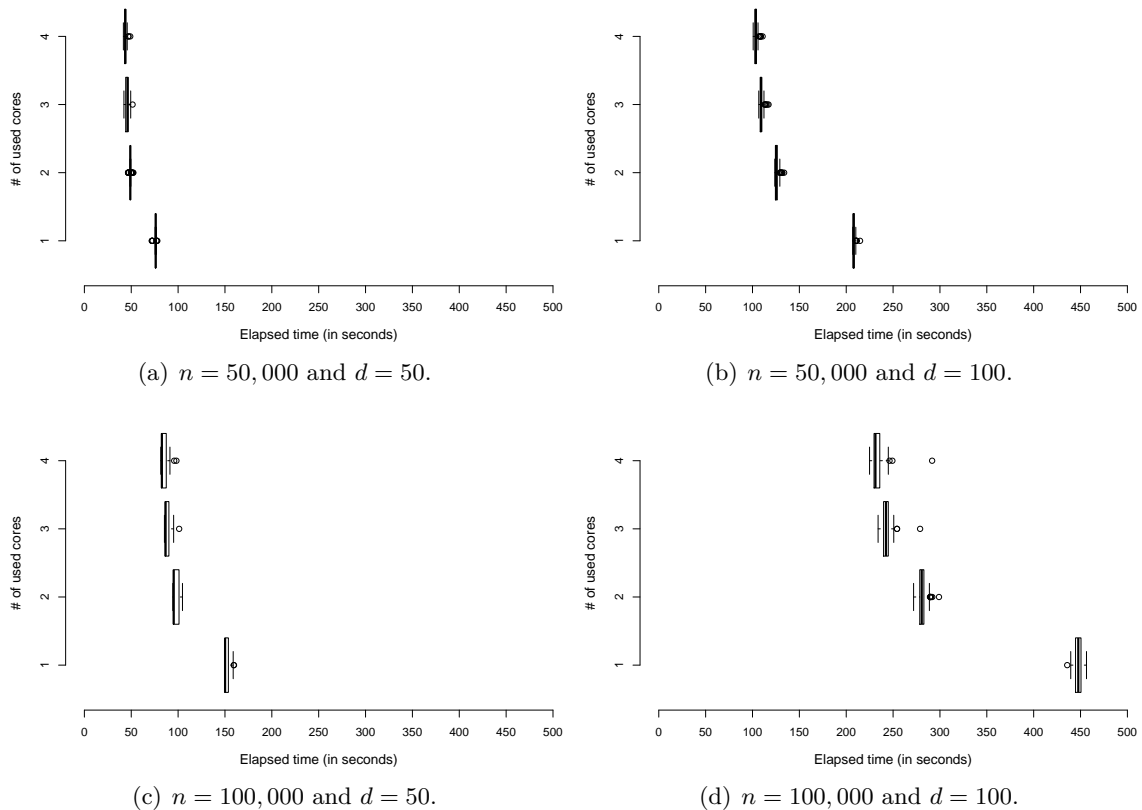 4
3
2
1
# of used cores
0 50 100 150 200 250 300 350 400 450 500
Elapsed time (in seconds)
(a) n = 50,000 and d = 50.
4
3
2
1
# of used cores
0 50 100 150 200 250 300 350 400 450 500
Elapsed time (in seconds)
(b) n = 50,000 and d = 100.
4
3
2
1
# of used cores
0 50 100 150 200 250 300 350 400 450 500
Elapsed time (in seconds)
(c) n = 100,000 and d = 50.
4
3
2
1
# of used cores
0 50 100 150 200 250 300 350 400 450 500
Elapsed time (in seconds)
(d) n = 100,000 and d = 100.